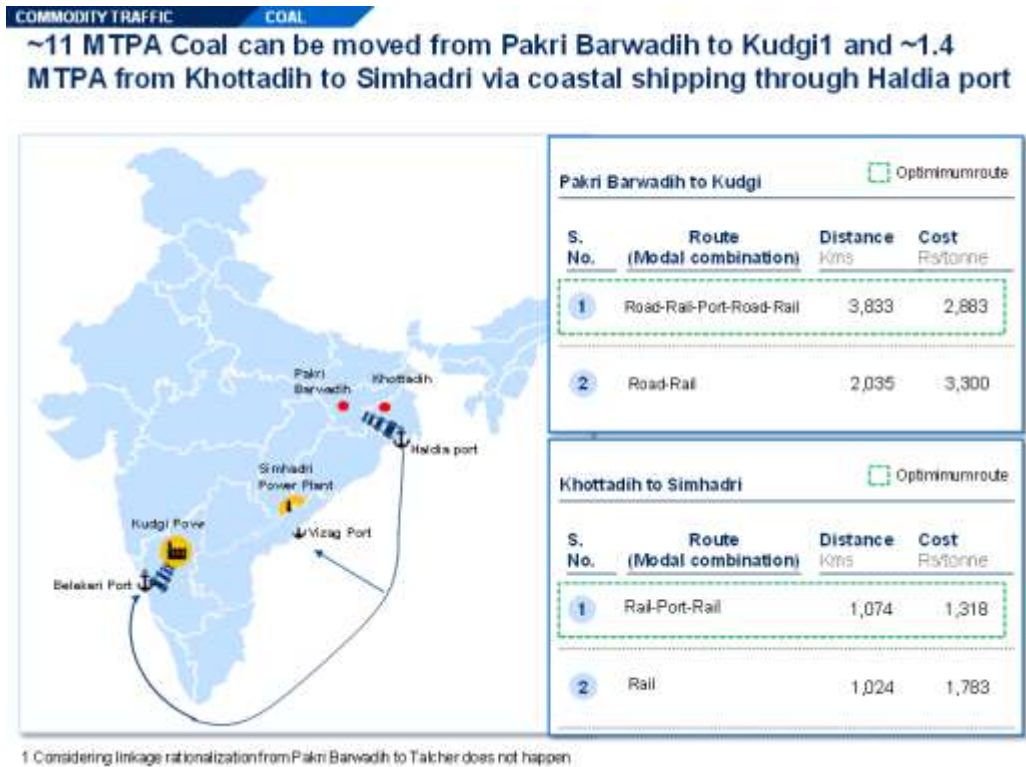 COMMODITY TRAFFIC COAL
~11 MTPA Coal can be moved from Pakri Barwadih to Kudgi1 and ~1.4
MTPA from Khottadih to Simhadri via coastal shipping through Haldia port
Pakri Barwadih to Kudgi
Optimimumroute
S. No.
Route (Modal combination)
Distance Kms
Cost Rs/tonne
1 Road-Rail-Port-Road-Rail 3,833 2,883
2 Road-Rail 2,035 3,300
Khottadih to Simhadri
Optimimumroute
S. No.
Route (Modal combination)
Distance Kms
Cost Rs/tonne
1 Rail-Port-Rail 1,074 1,318
2 Rail 1,024 1,783
Pakri
Barwadih
Khottadih
Haldia port
Simhadri
Power Plant
Vizag Port
Kudgi Powe
Belekeri Port
1 Considering linkage rationalization from Pakri Barwadih to Talcher does not happen